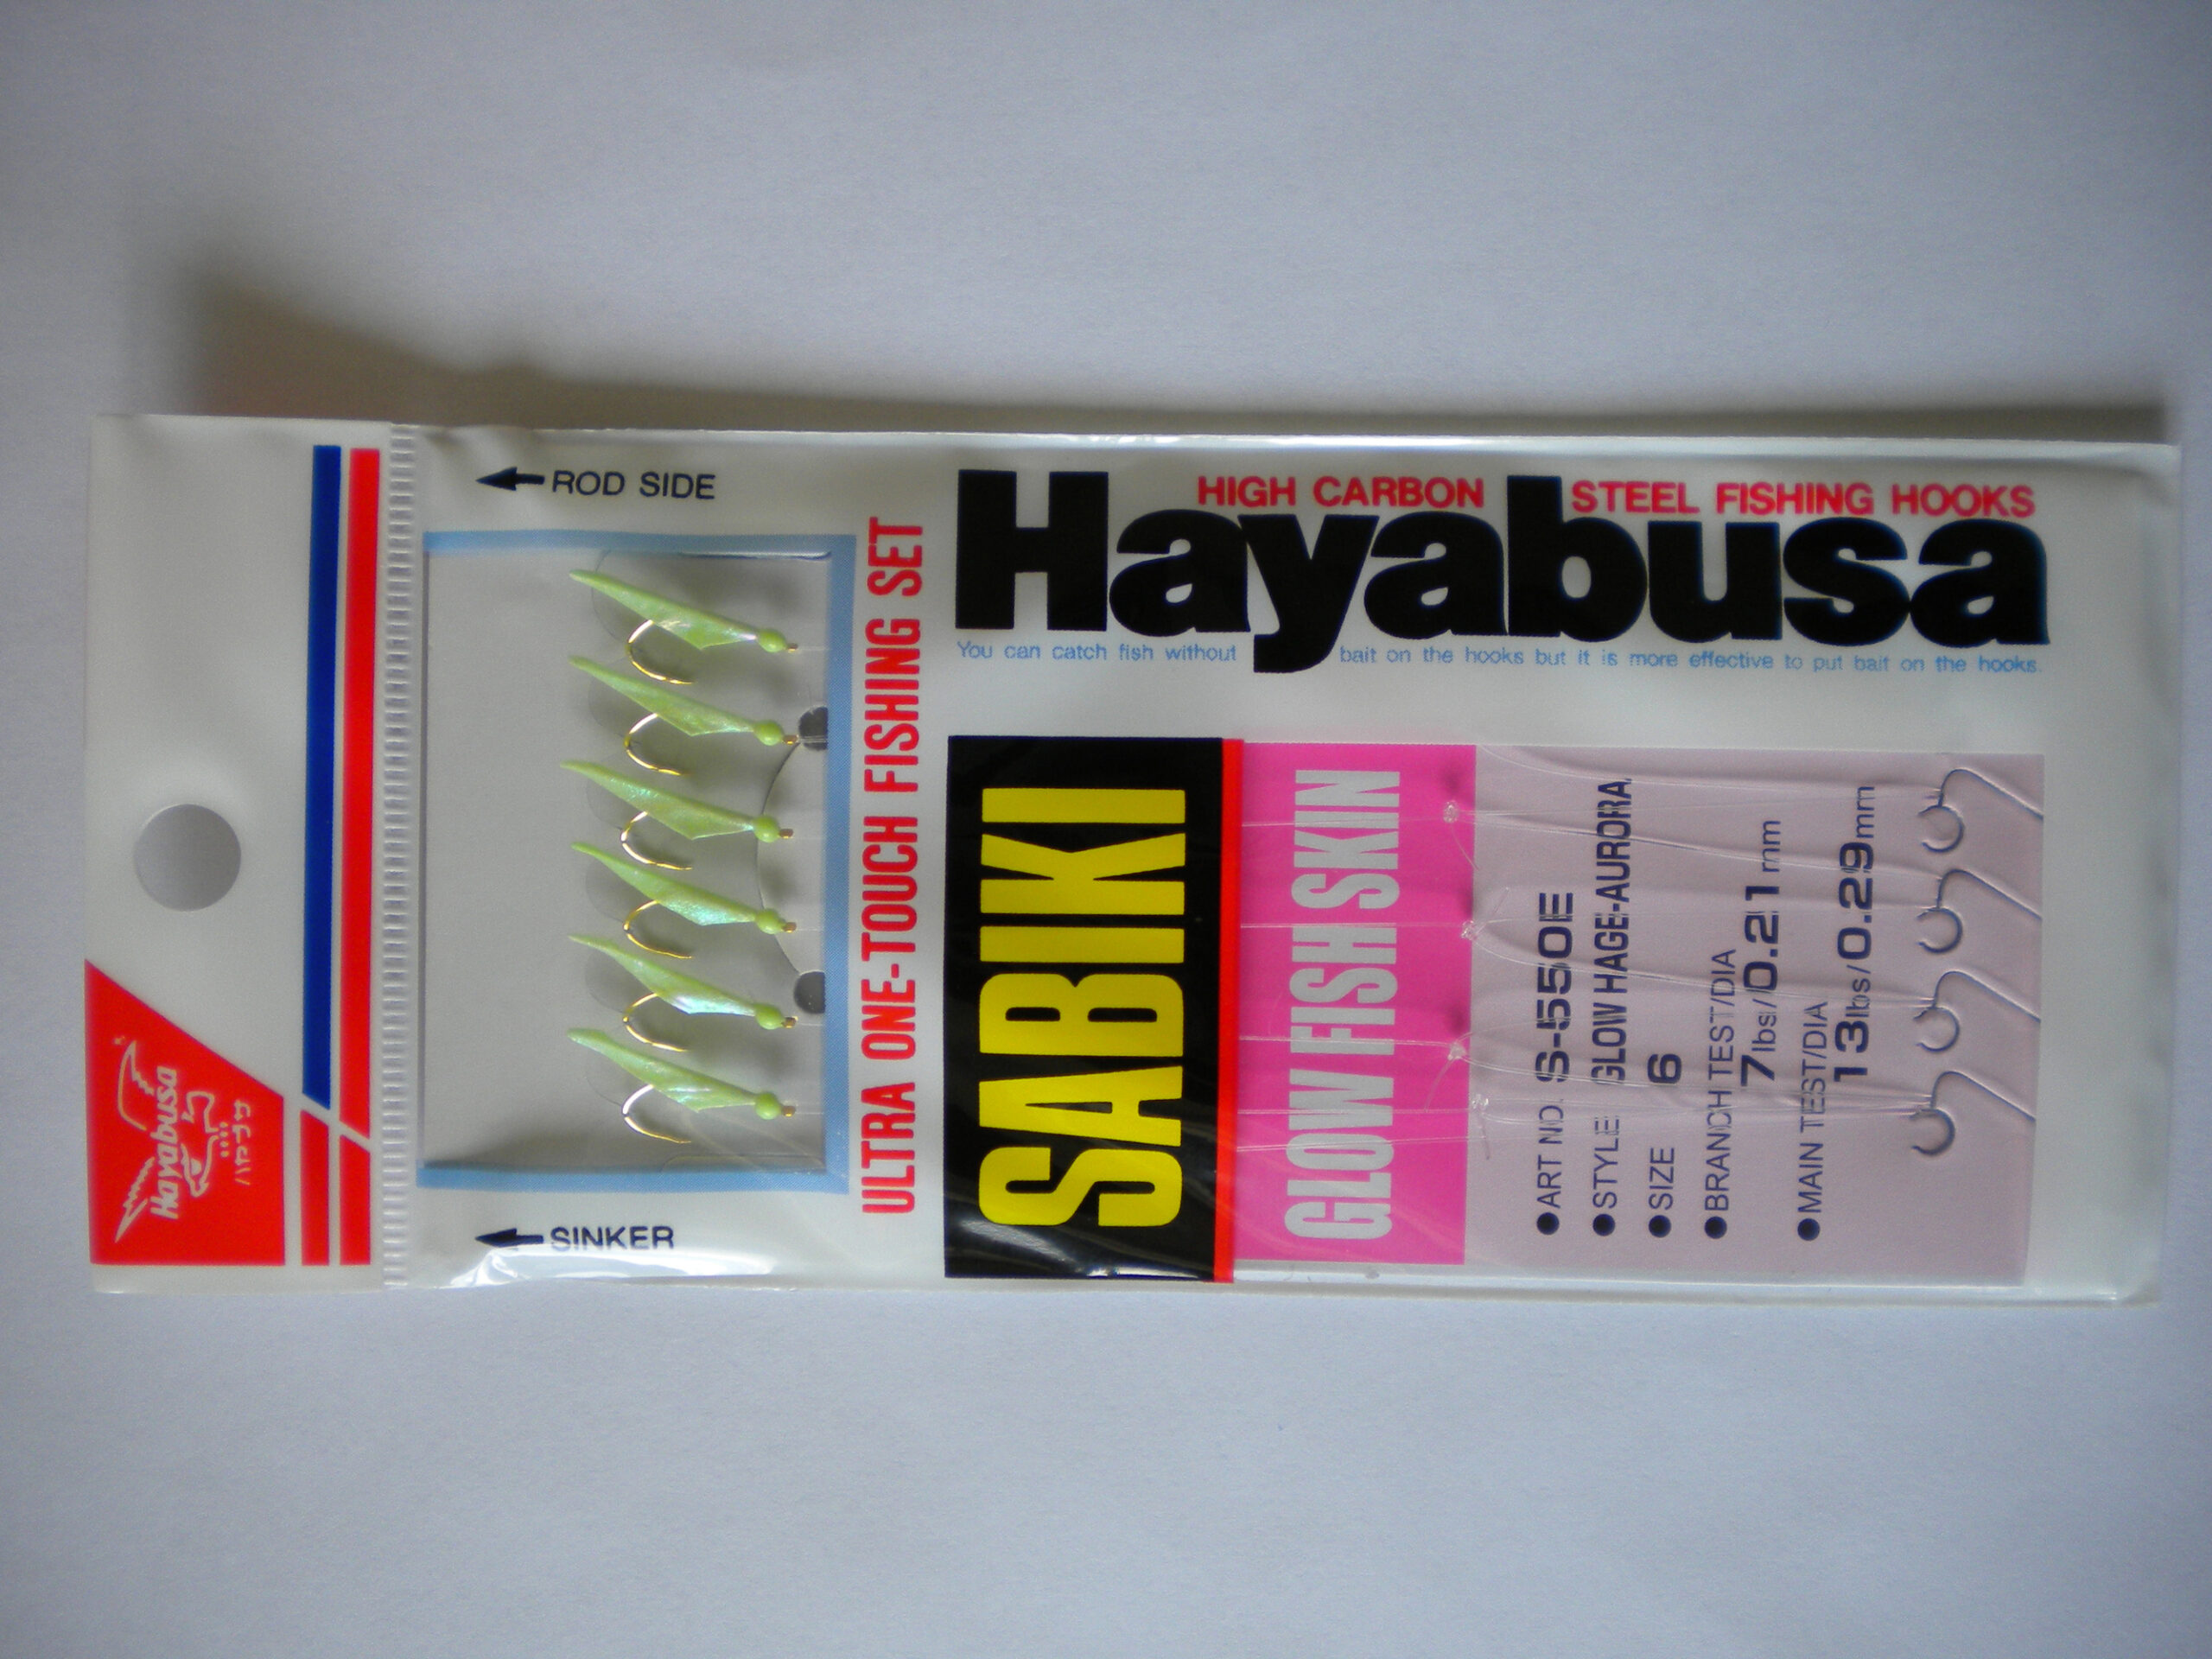 Hayabusa
ハヤブサ
ROD SIDE
SINKER
ULTRA ONE-TOUCH FISHING SET
HIGH CARBON STEEL FISHING HOOKS
Hayabusa
You can catch fish without bait on the hooks but it is more effective to put bait on the hooks.
SABIKI
GLOW FISH SKIN
●ART NO. S-550E
●STYLE GLOW HAGE-AURORA
●SIZE 6
●BRANCH TEST/DIA
7lbs/0.21mm
●MAIN TEST/DIA
13lbs/0.29mm